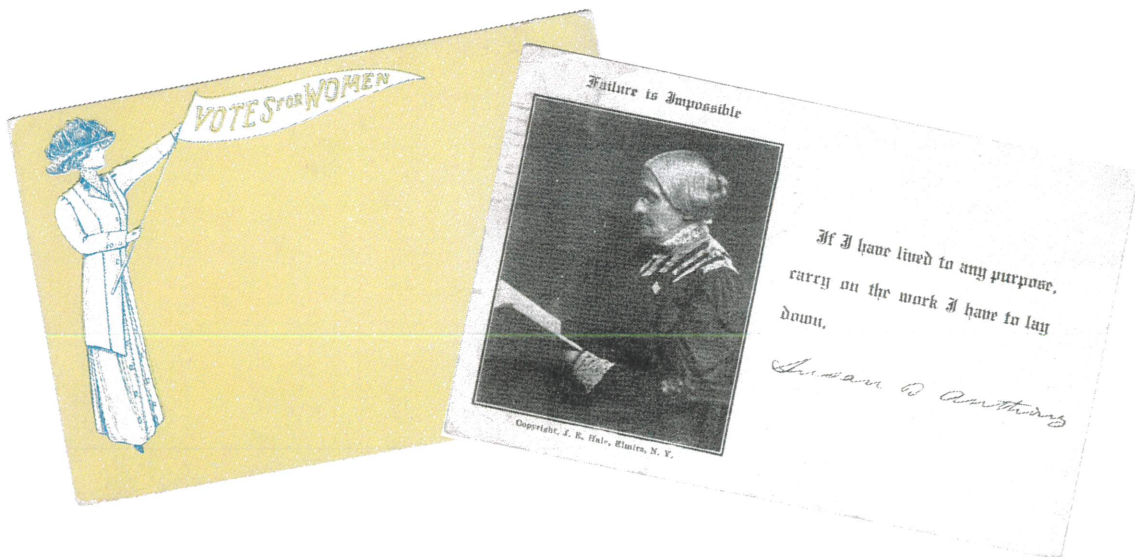 VOTES FOR WOMEN
Failure is Impossible
If I have lived to any purpose,
carry on the work I have to lay
down.
Susan B Anthony
Copyright, J. E. Hale, Elmira, N. Y.